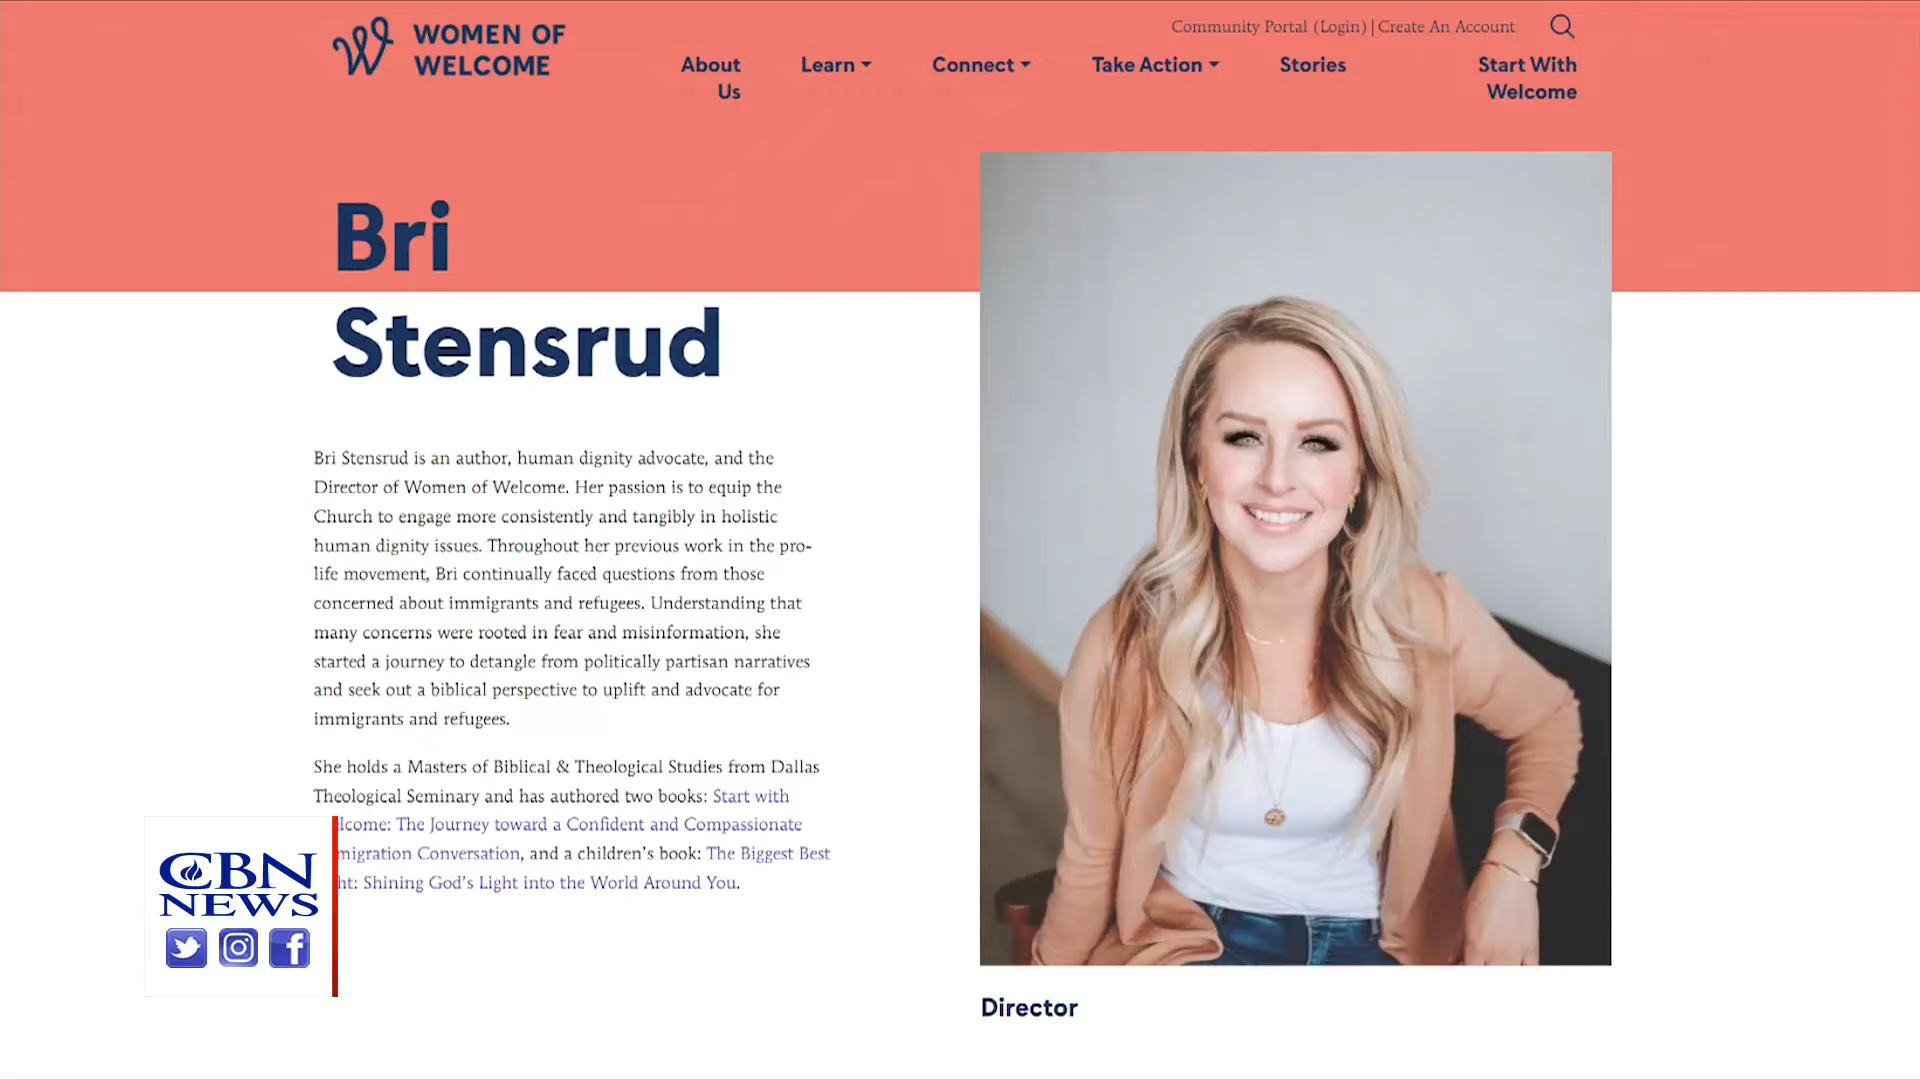 WOMEN OF
WELCOME
Community Portal (Login) | Create An Account
About
Us
Learn
Connect
Take Action
Stories
Start With
Welcome
Bri
Stensrud
Bri Stensrud is an author, human dignity advocate, and the
Director of Women of Welcome. Her passion is to equip the
Church to engage more consistently and tangibly in holistic
human dignity issues. Throughout her previous work in the pro-
life movement, Bri continually faced questions from those
concerned about immigrants and refugees. Understanding that
many concerns were rooted in fear and misinformation, she
started a journey to detangle from politically partisan narratives
and seek out a biblical perspective to uplift and advocate for
immigrants and refugees.
She holds a Masters of Biblical & Theological Studies from Dallas
Theological Seminary and has authored two books: Start with
elcome: The Journey toward a Confident and Compassionate
migration Conversation, and a children's book: The Biggest Best
ht: Shining God's Light into the World Around You.
CBN
NEWS
Director